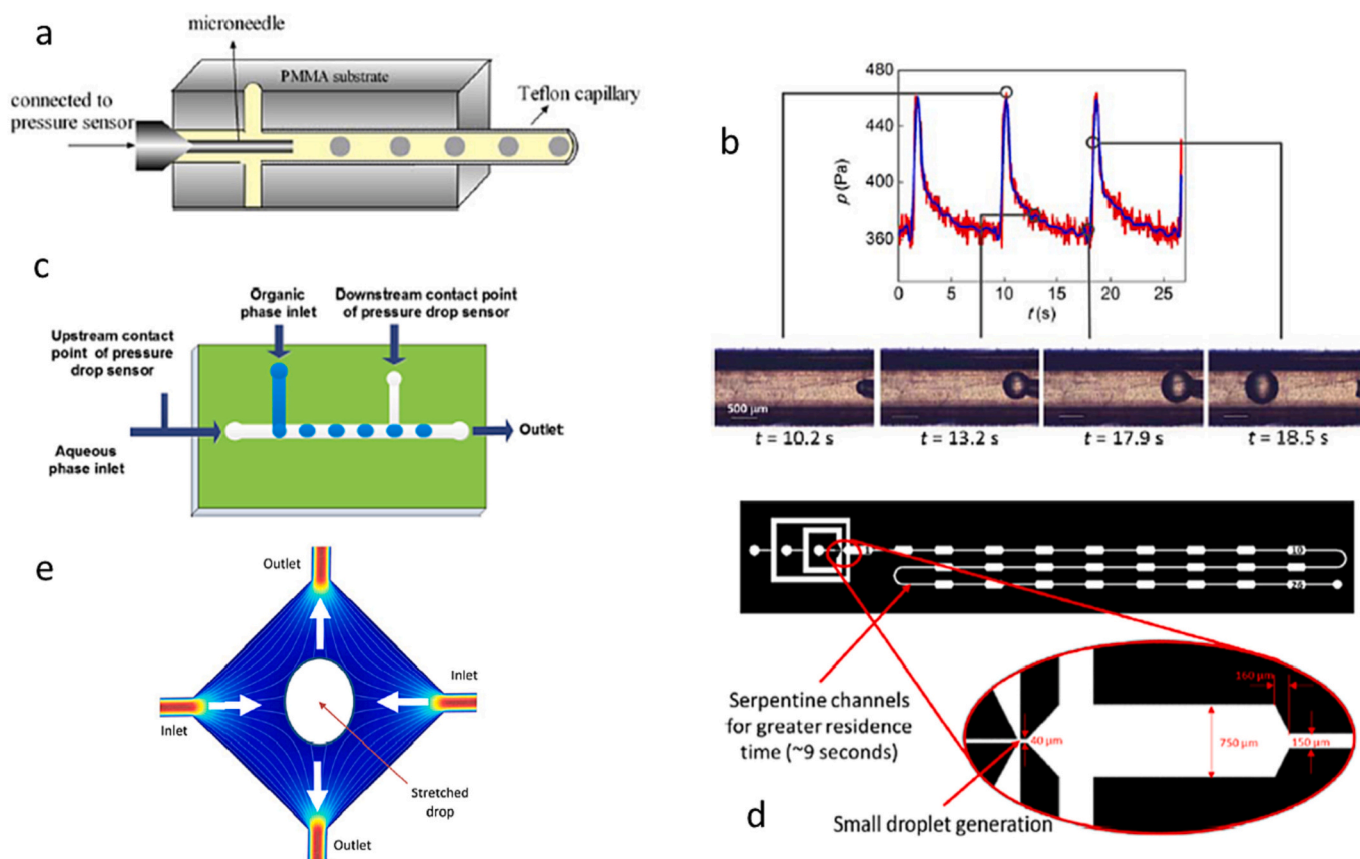 a
microneedle
PMMA substrate
connected to
pressure sensor
Teflon capillary
b
480
440
400
360
p (Pa)
0 5 10 15 20 25
t (s)
500 μm
t = 10.2 s
t = 13.2 s
t = 17.9 s
t = 18.5 s
c
Organic
phase inlet
Downstream contact point
of pressure drop sensor
Upstream contact
point of pressure
drop sensor
Aqueous
phase inlet
Outlet
d
1
10
26
Serpentine channels
for greater residence
time (~9 seconds)
160 μm
40 μm
750 μm
150 μm
Small droplet generation
e
Outlet
Inlet
Inlet
Stretched
drop
Outlet